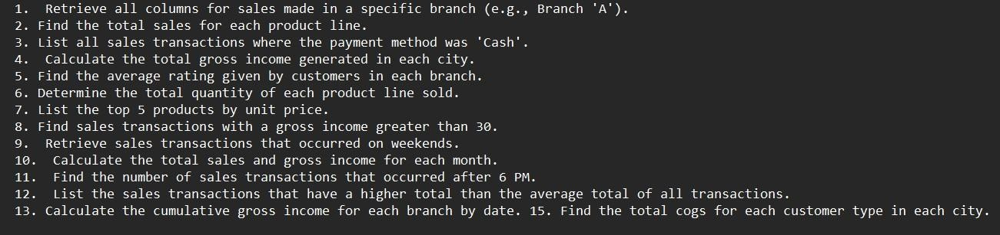 1.  Retrieve all columns for sales made in a specific branch (e.g., Branch 'A').
2. Find the total sales for each product line.
3. List all sales transactions where the payment method was 'Cash'.
4.  Calculate the total gross income generated in each city.
5. Find the average rating given by customers in each branch.
6. Determine the total quantity of each product line sold.
7. List the top 5 products by unit price.
8. Find sales transactions with a gross income greater than 30.
9.  Retrieve sales transactions that occurred on weekends.
10.  Calculate the total sales and gross income for each month.
11.  Find the number of sales transactions that occurred after 6 PM.
12.  List the sales transactions that have a higher total than the average total of all transactions.
13. Calculate the cumulative gross income for each branch by date. 15. Find the total cogs for each customer type in each city.